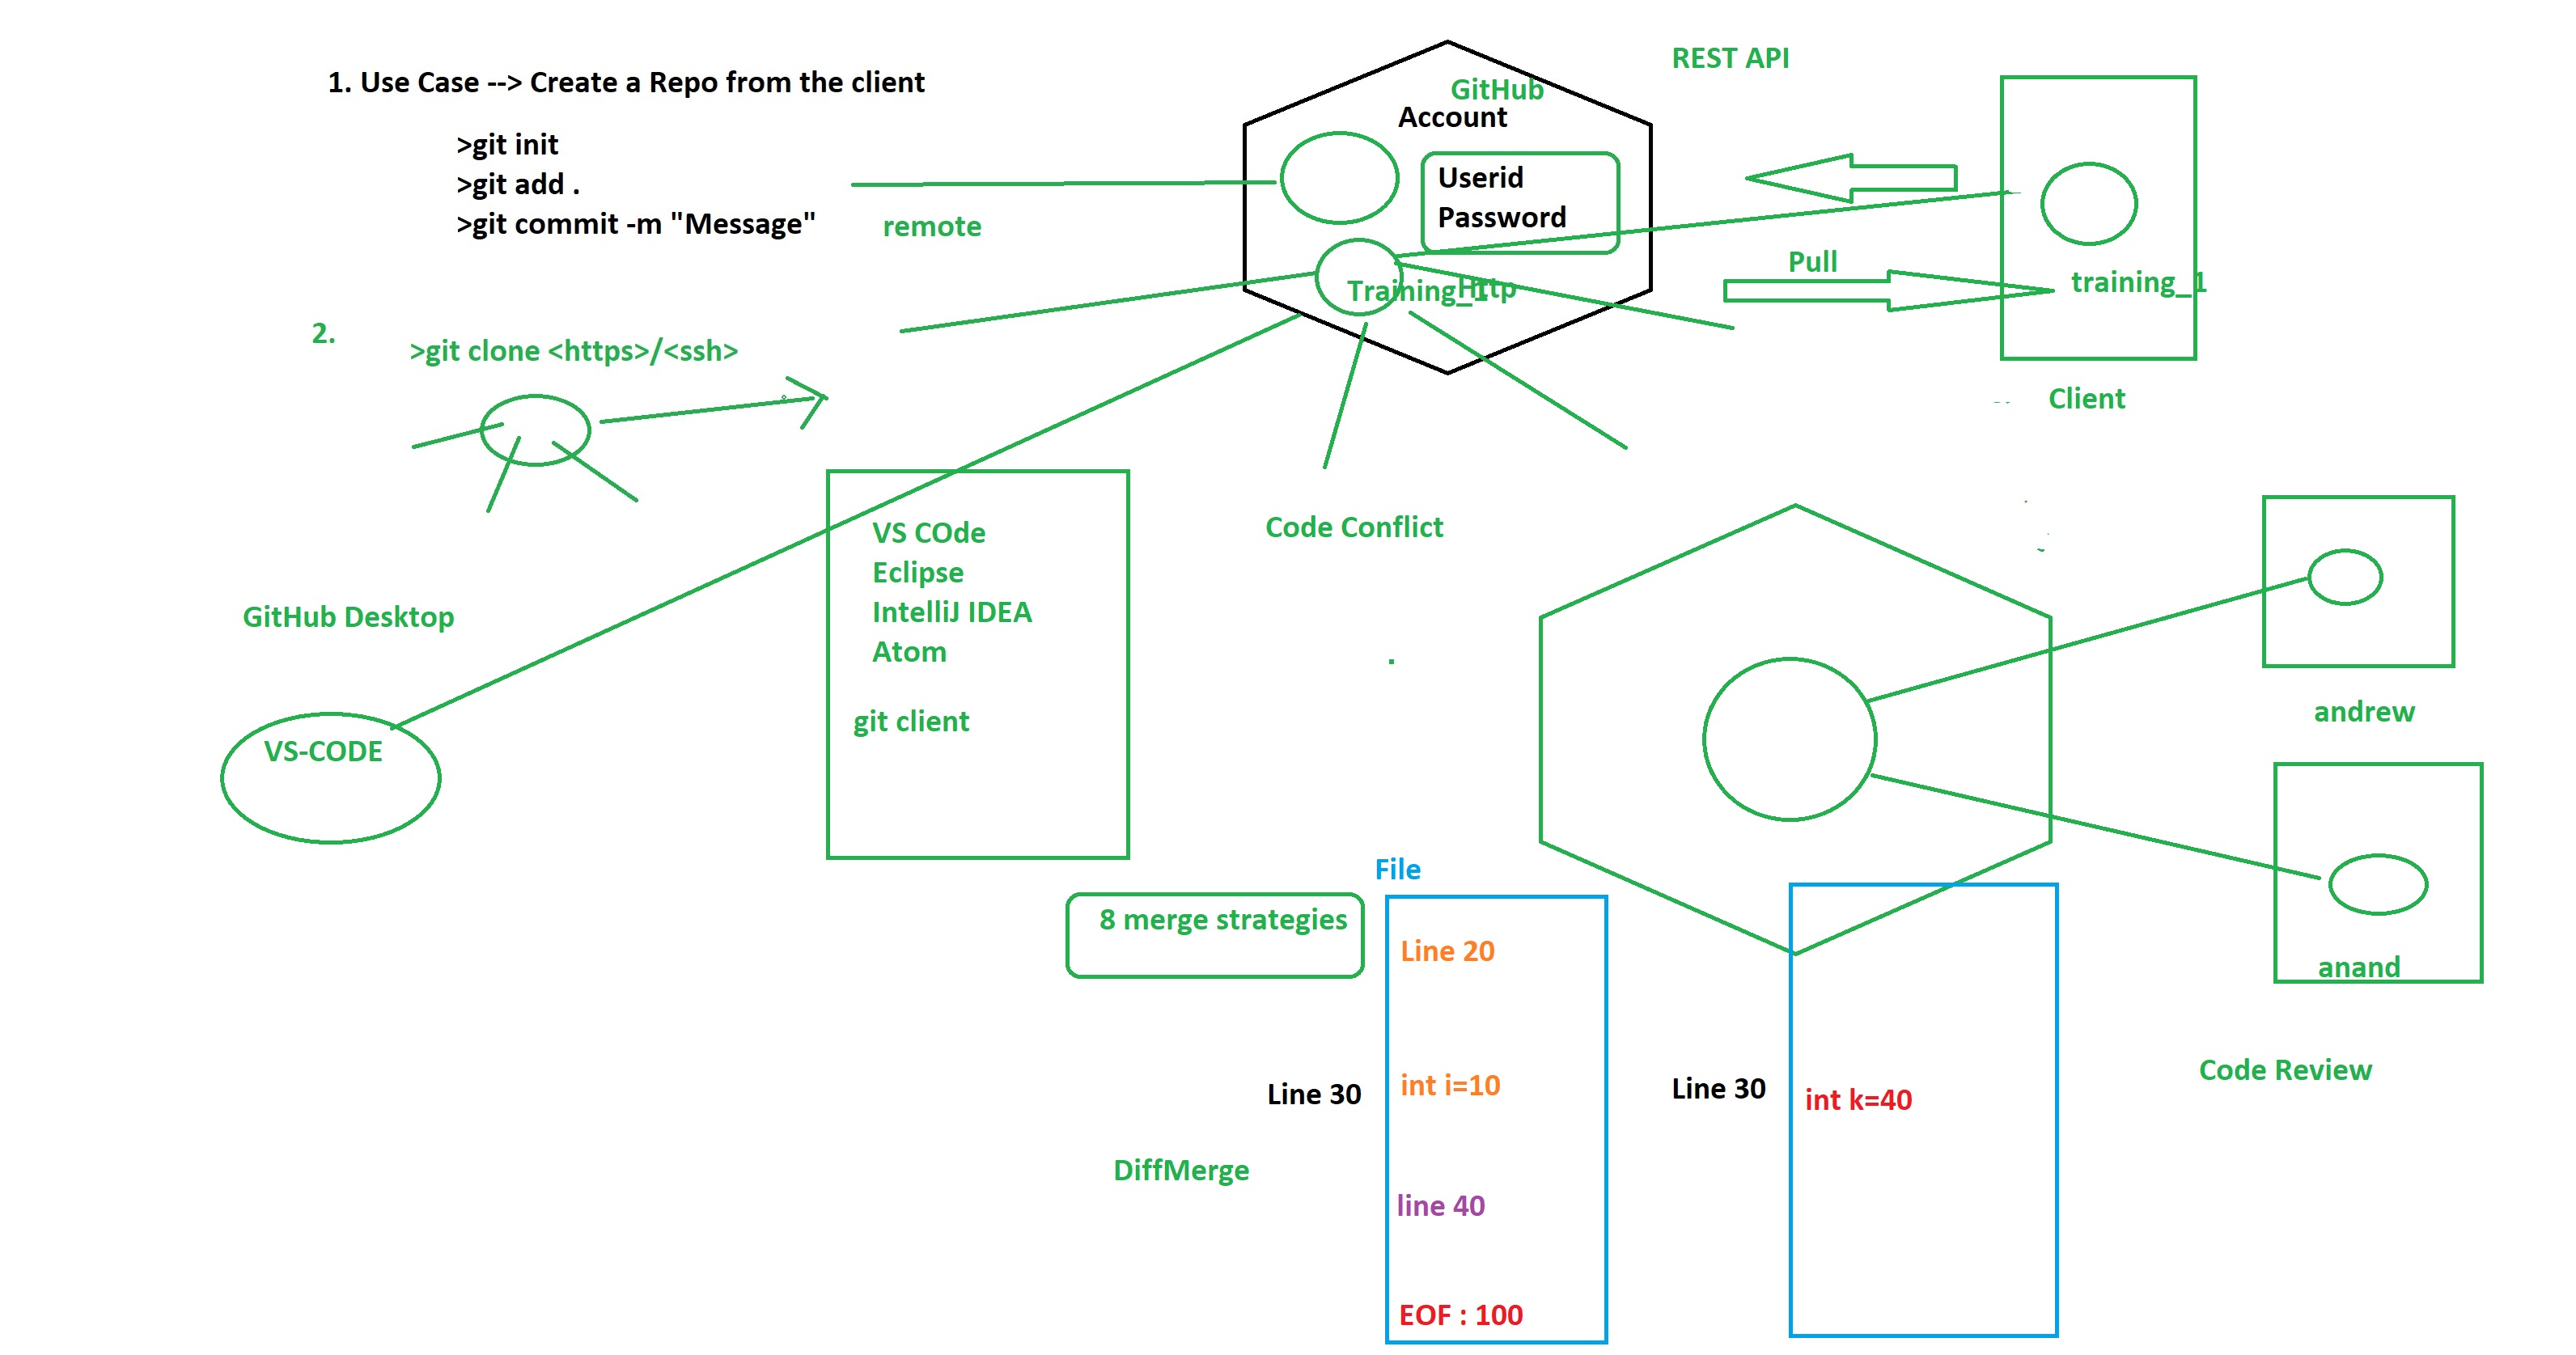 1. Use Case --> Create a Repo from the client
>git init
>git add .
>git commit -m "Message"
remote
GitHub
Account
Userid
Password
Training_1
Http
REST API
Pull
training_1
Client
2.
>git clone <https>/<ssh>
GitHub Desktop
VS-CODE
VS COde
Eclipse
IntelliJ IDEA
Atom
git client
Code Conflict
andrew
anand
Code Review
8 merge strategies
File
Line 20
Line 30
int i=10
line 40
EOF : 100
Line 30
int k=40
DiffMerge